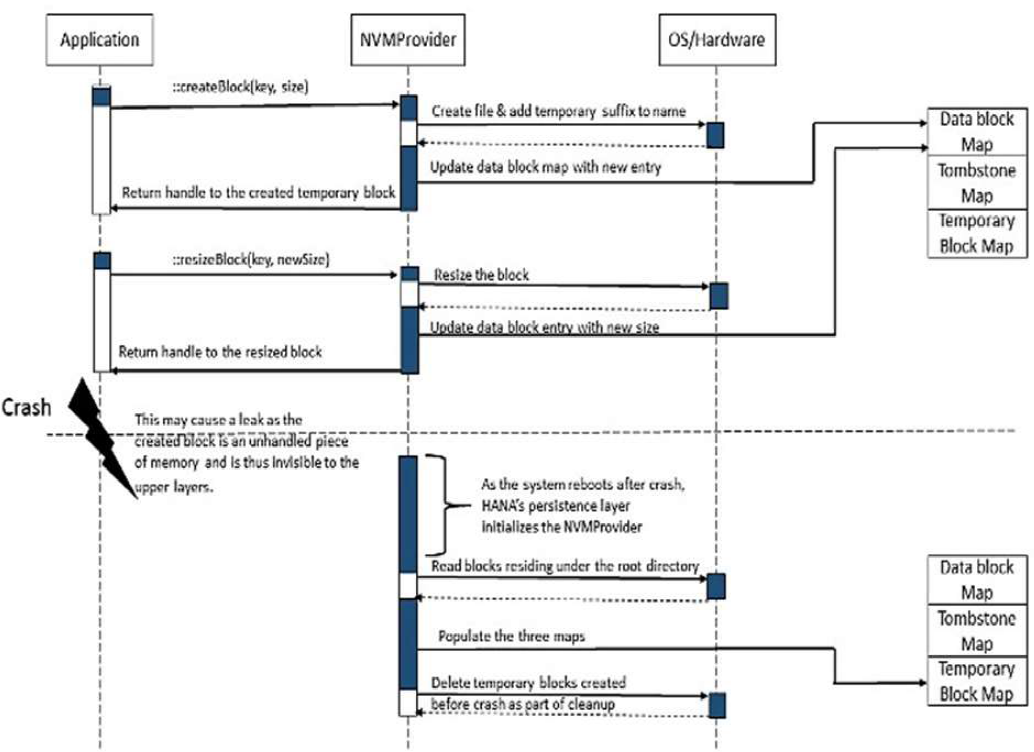 Application
NVMProvider
OS/Hardware
::createBlock(key, size)
Create file & add temporary suffix to name
Update data block map with new entry
Return handle to the created temporary block
Data block
Map
Tombstone
Map
Temporary
Block Map
::resizeBlock(key, newSize)
Resize the block
Update data block entry with new size
Return handle to the resized block
Crash
This may cause a leak as the
created block is an unhandled piece
of memory and is thus invisible to the
upper layers.
As the system reboots after crash,
HANA's persistence layer
initializes the NVMProvider
Read blocks residing under the root directory
Populate the three maps
Delete temporary blocks created
before crash as part of cleanup
Data block
Map
Tombstone
Map
Temporary
Block Map